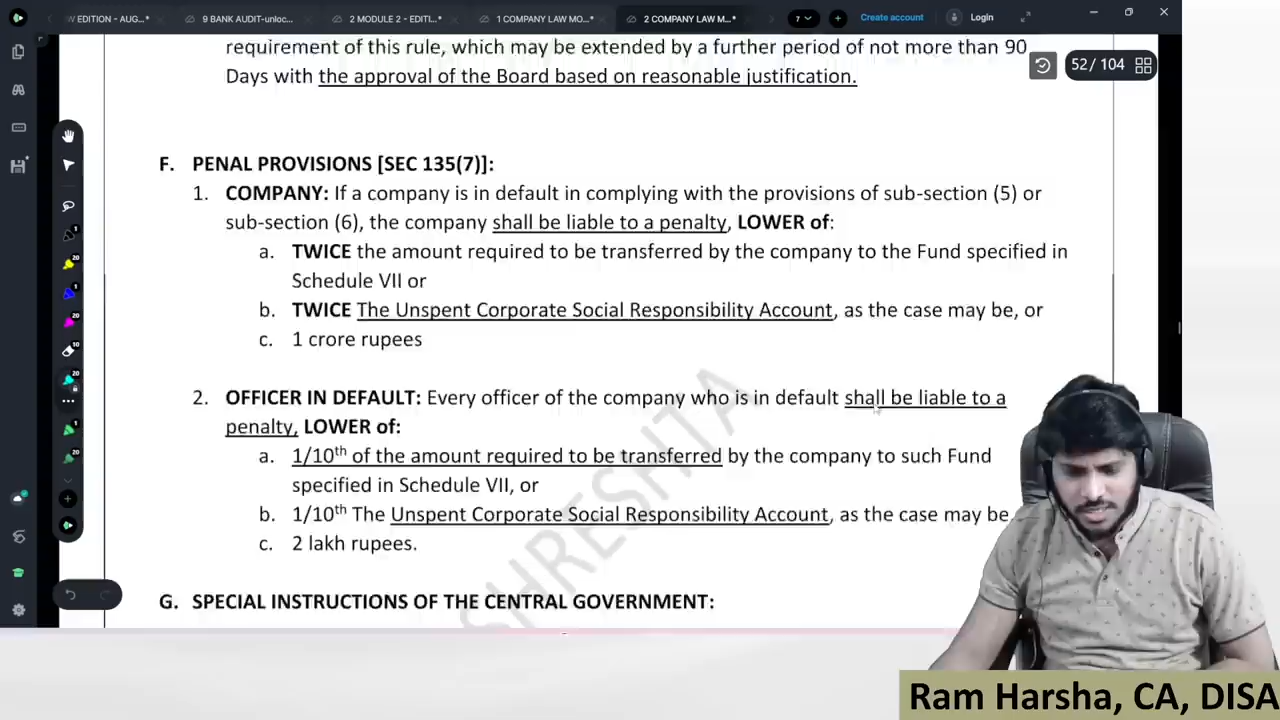 W EDITION - AUG...*
9 BANK AUDIT-unloc...
2 MODULE 2 - EDITI...*
1 COMPANY LAW MO...*
2 COMPANY LAW M...*
7
Create account
Login
52 / 104
requirement of this rule, which may be extended by a further period of not more than 90
Days with the approval of the Board based on reasonable justification.
F. PENAL PROVISIONS [SEC 135(7)]:
1. COMPANY: If a company is in default in complying with the provisions of sub-section (5) or
sub-section (6), the company shall be liable to a penalty, LOWER of:
a. TWICE the amount required to be transferred by the company to the Fund specified in
Schedule VII or
b. TWICE The Unspent Corporate Social Responsibility Account, as the case may be, or
c. 1 crore rupees
2. OFFICER IN DEFAULT: Every officer of the company who is in default shall be liable to a
penalty, LOWER of:
a. 1/10th of the amount required to be transferred by the company to such Fund
specified in Schedule VII, or
b. 1/10th The Unspent Corporate Social Responsibility Account, as the case may be
c. 2 lakh rupees.
SHRESHTA
G. SPECIAL INSTRUCTIONS OF THE CENTRAL GOVERNMENT:
Ram Harsha, CA, DISA